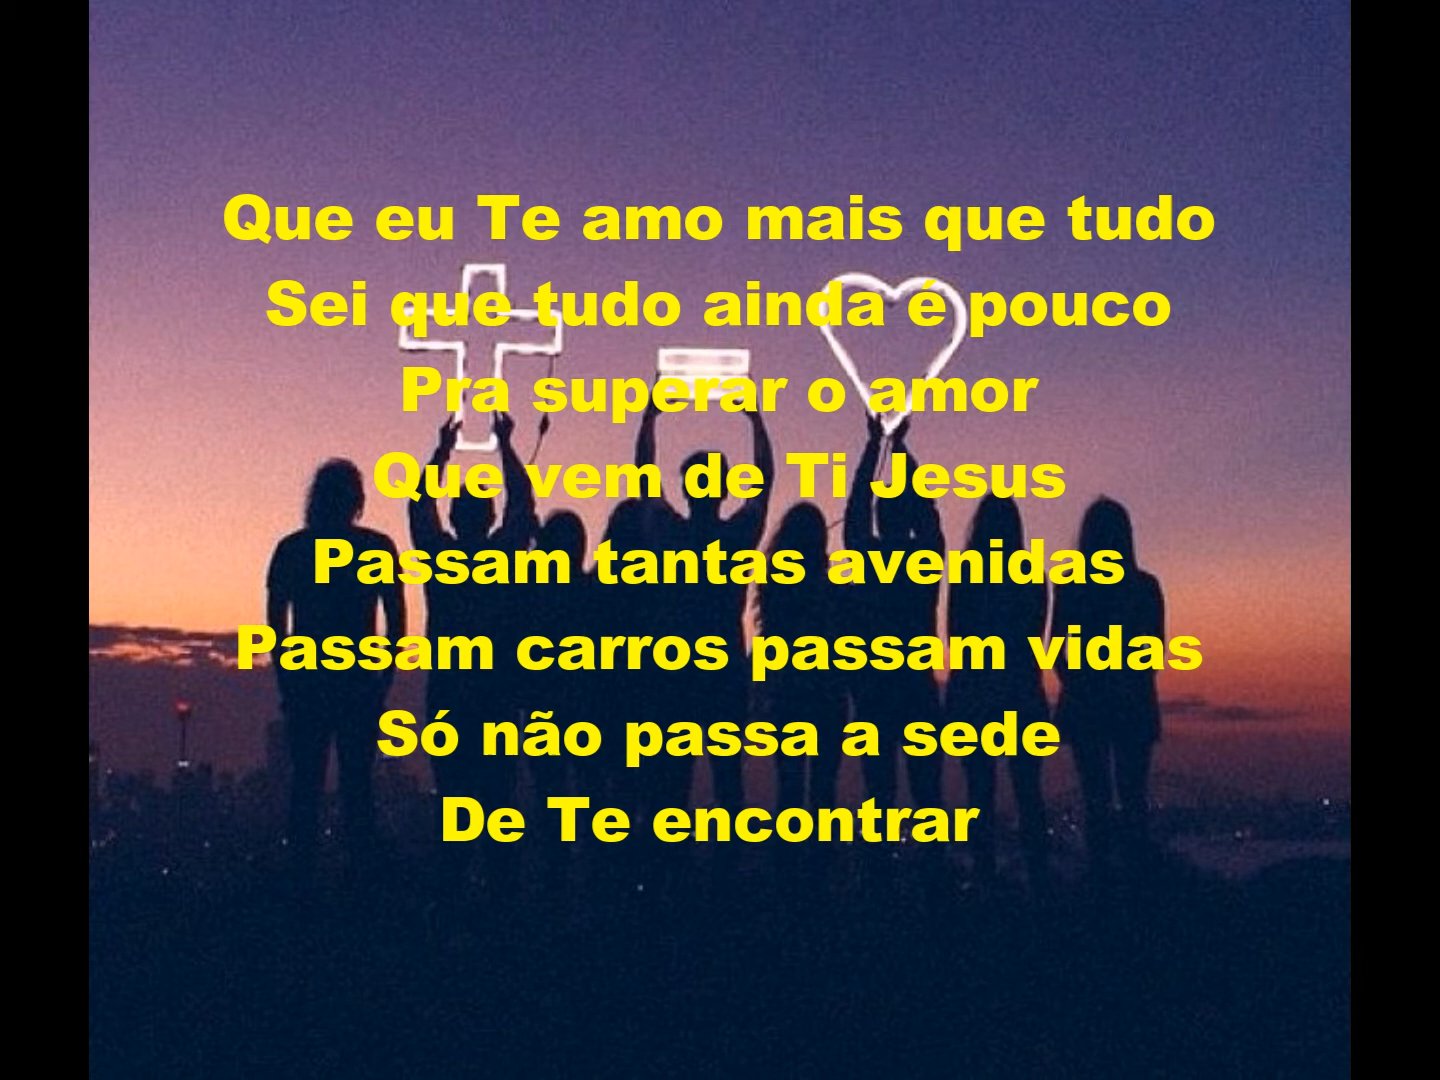 Que eu Te amo mais que tudo
Sei que tudo ainda é pouco
Pra superar o amor
Que vem de Ti Jesus
Passam tantas avenidas
Passam carros passam vidas
Só não passa a sede
De Te encontrar